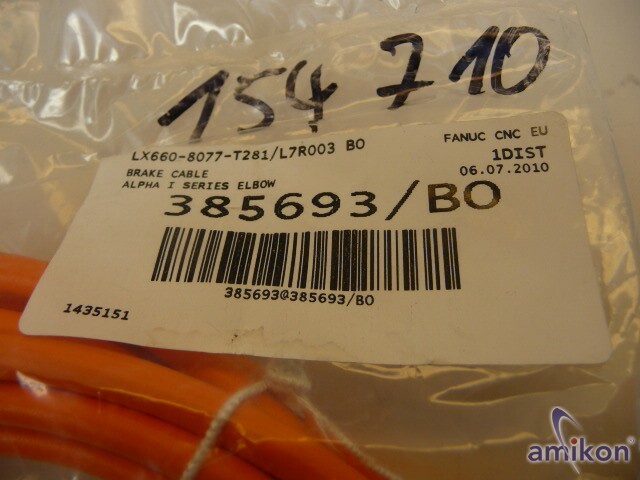 154 710
LX660-8077-T281/L7R003 BO
FANUC CNC EU
BRAKE CABLE
1DIST
ALPHA I SERIES ELBOW
06.07.2010
385693/BO
385693@385693/BO
1435151
amikon®